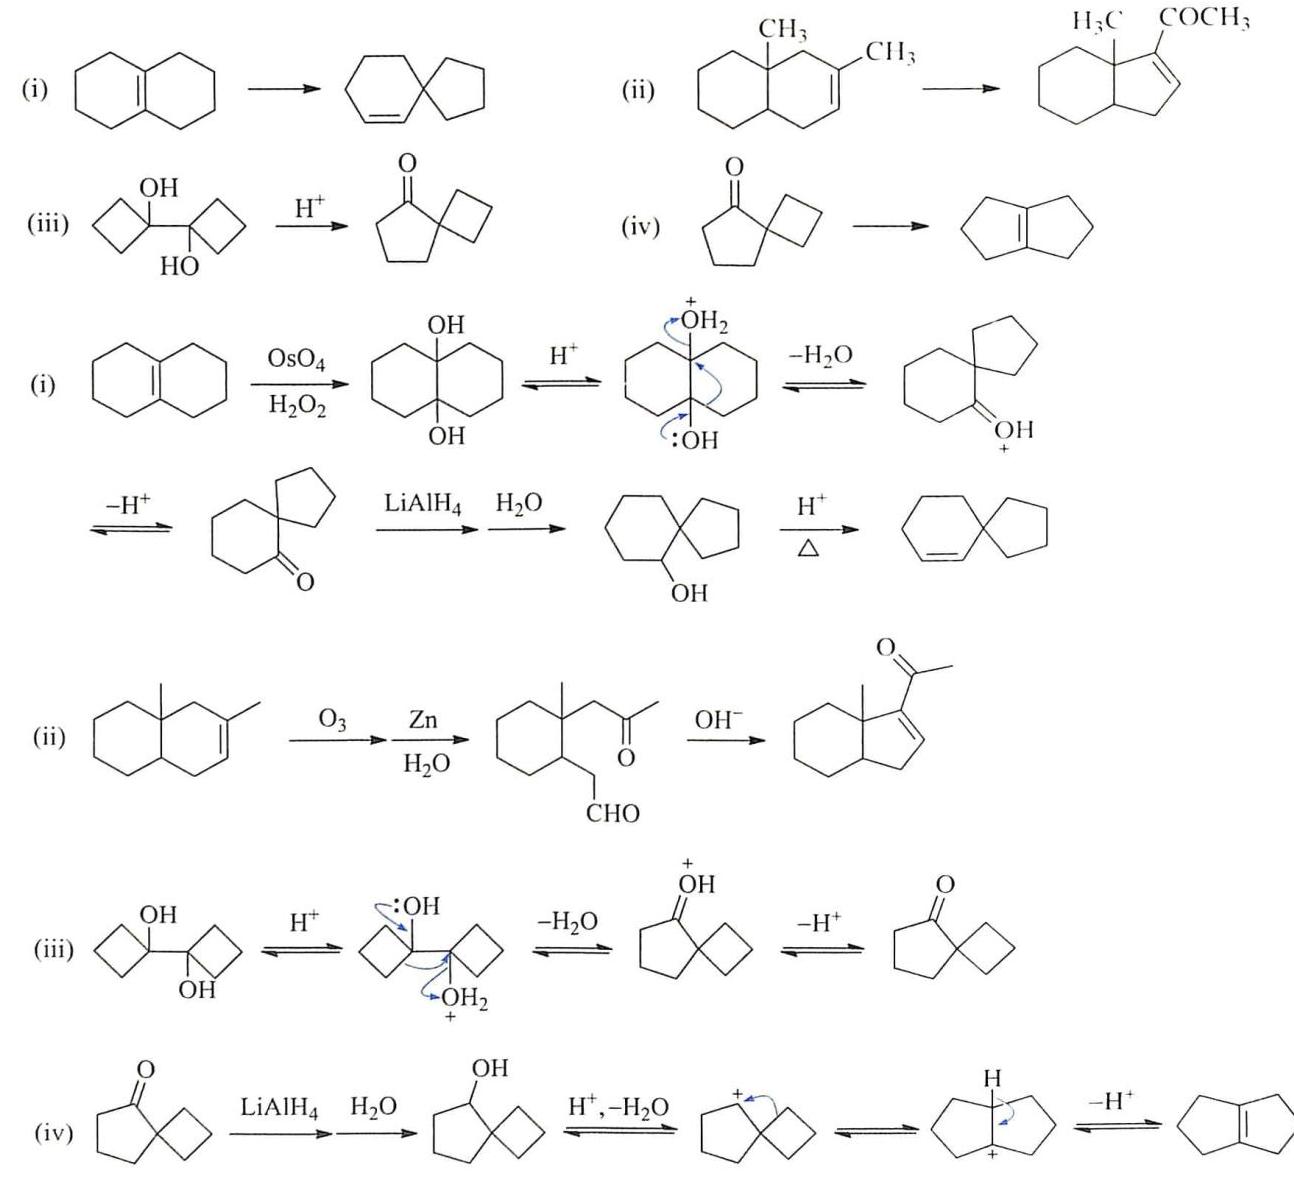 (i) (ii) CH₃ CH₃ H₃C COCH₃
(iii) OH HO H⁺ O (iv) O
(i) OsO₄ H₂O₂ OH OH H⁺ +OH₂ :OH −H₂O OH +
−H⁺ O LiAlH₄ H₂O OH H⁺ △
(ii) O₃ Zn H₂O O CHO OH⁻ O
(iii) OH OH H⁺ :OH OH₂ + −H₂O + OH −H⁺ O
(iv) O LiAlH₄ H₂O OH H⁺,−H₂O + H + −H⁺